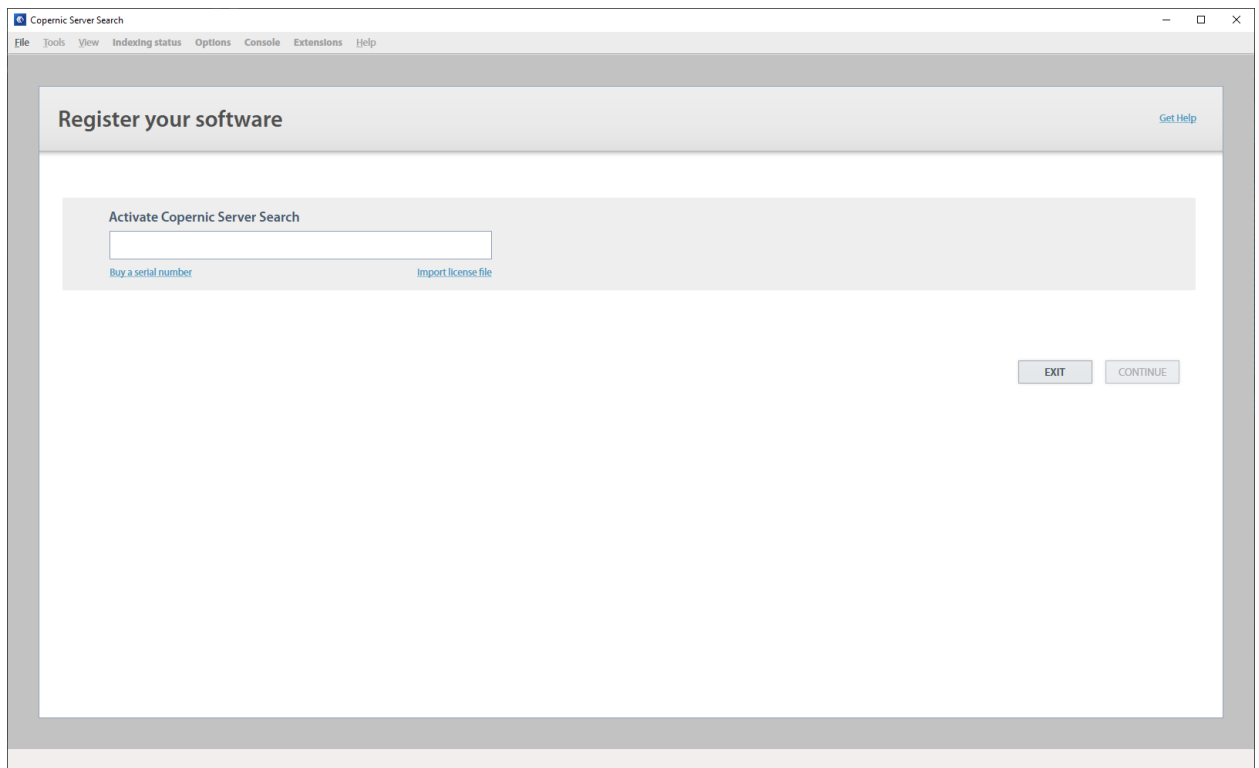 Copernic Server Search
File Tools View Indexing status Options Console Extensions Help
Register your software
Get Help
Activate Copernic Server Search
Buy a serial number
Import license file
EXIT
CONTINUE